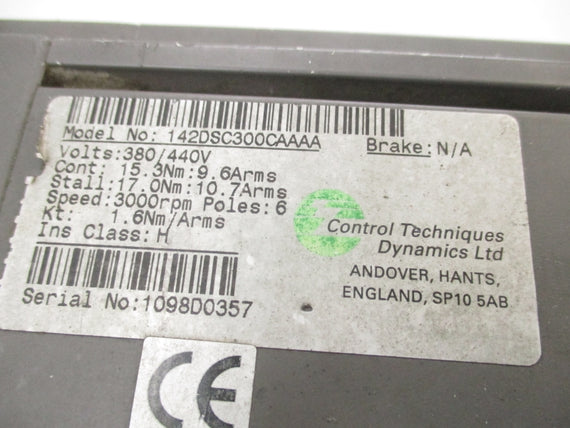 Model No: 142DSC300CAAAA Brake: N/A
Volts:380/440V
Cont: 15.3Nm:9.6Arms
Stall:17.0Nm:10.7Arms
Speed:3000rpm Poles:6
Kt: 1.6Nm/Arms
Ins Class:H
Control Techniques
Dynamics Ltd
ANDOVER, HANTS,
ENGLAND, SP10 5AB
Serial No:1098D0357
CE